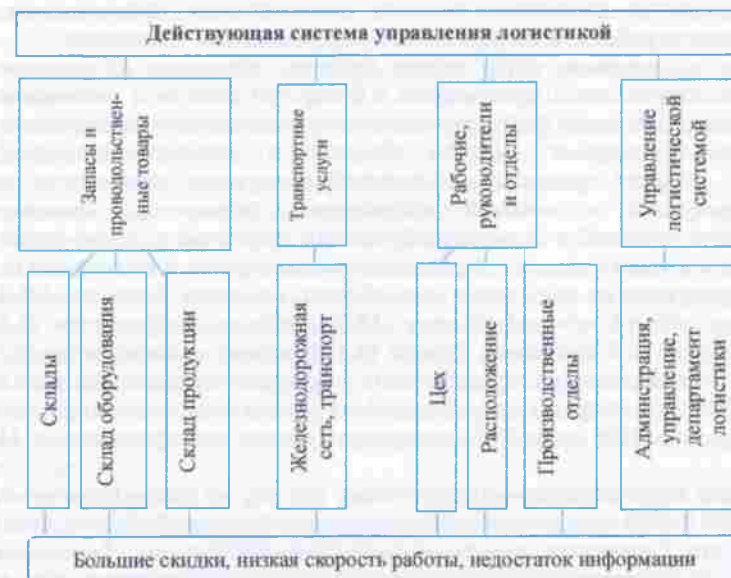 Действующая система управления логистикой
Запасы и
проводольствен-
ные товары
Транспортные
услуги
Рабочие,
руководители
и отделы
Управление
логистической
системой
Склады
Склад оборудования
Склад продукции
Железнодорожная
сеть, транспорт
Цех
Расположение
Производственные
отделы
Админстрация,
управление,
департамент
логистики
Большие скидки, низкая скорость работы, недостаток информации